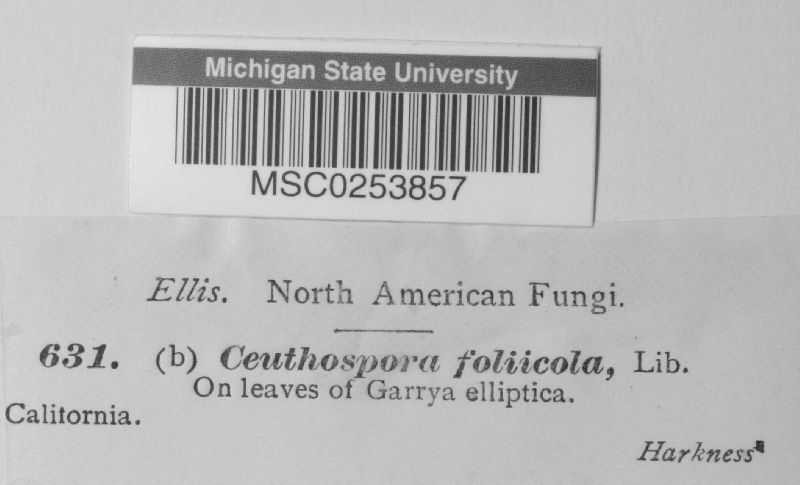 Michigan State University
MSC0253857
Ellis. North American Fungi.
631. (b) Ceuthospora foliicola, Lib.
On leaves of Garrya elliptica.
California.
Harkness